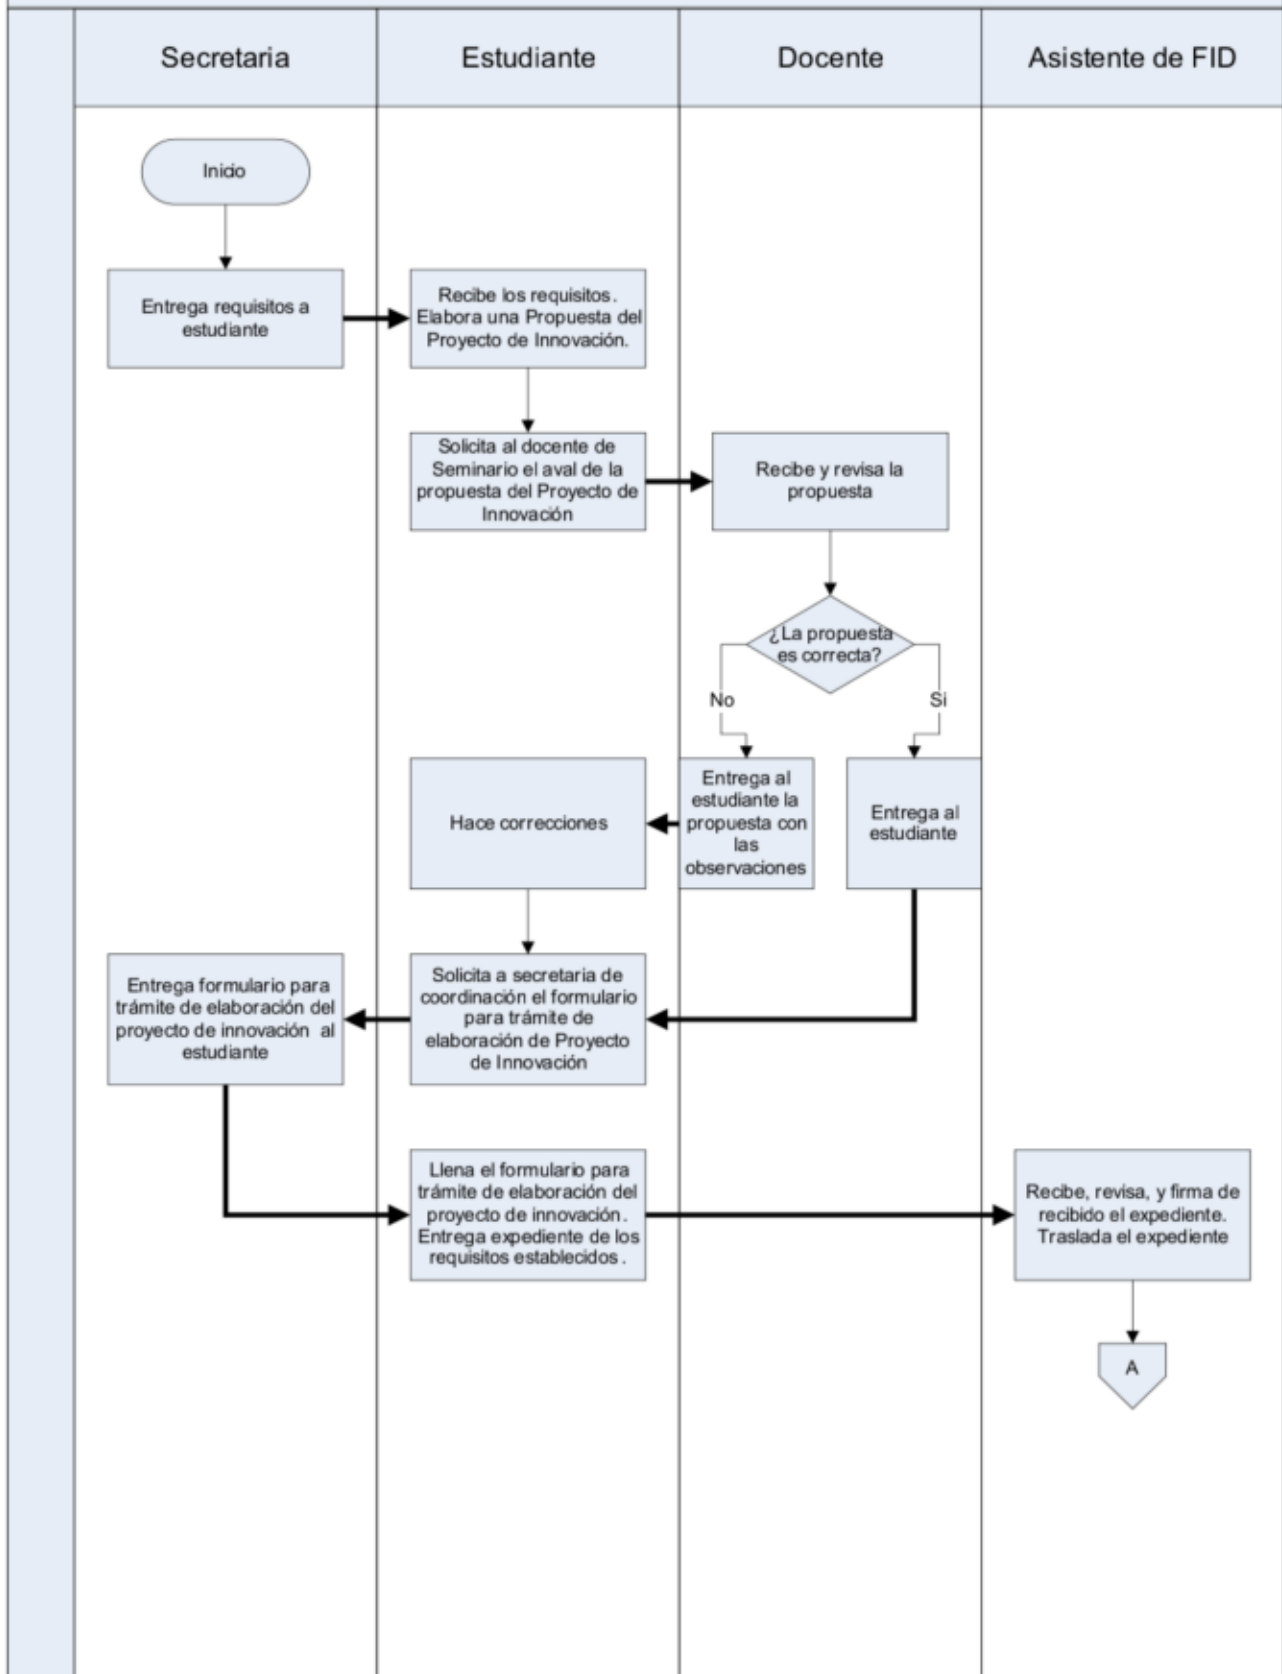 Secretaria
Estudiante
Docente
Asistente de FID
Inicio
Entrega requisitos a
estudiante
Recibe los requisitos.
Elabora una Propuesta del
Proyecto de Innovación.
Solicita al docente de
Seminario el aval de la
propuesta del Proyecto de
Innovación
Recibe y revisa la
propuesta
¿La propuesta
es correcta?
No
Si
Hace correcciones
Entrega al
estudiante la
propuesta con
las
observaciones
Entrega al
estudiante
Entrega formulario para
trámite de elaboración del
proyecto de innovación al
estudiante
Solicita a secretaria de
coordinación el formulario
para trámite de
elaboración de Proyecto
de Innovación
Llena el formulario para
trámite de elaboración del
proyecto de innovación.
Entrega expediente de los
requisitos establecidos.
Recibe, revisa, y firma de
recibido el expediente.
Traslada el expediente
A